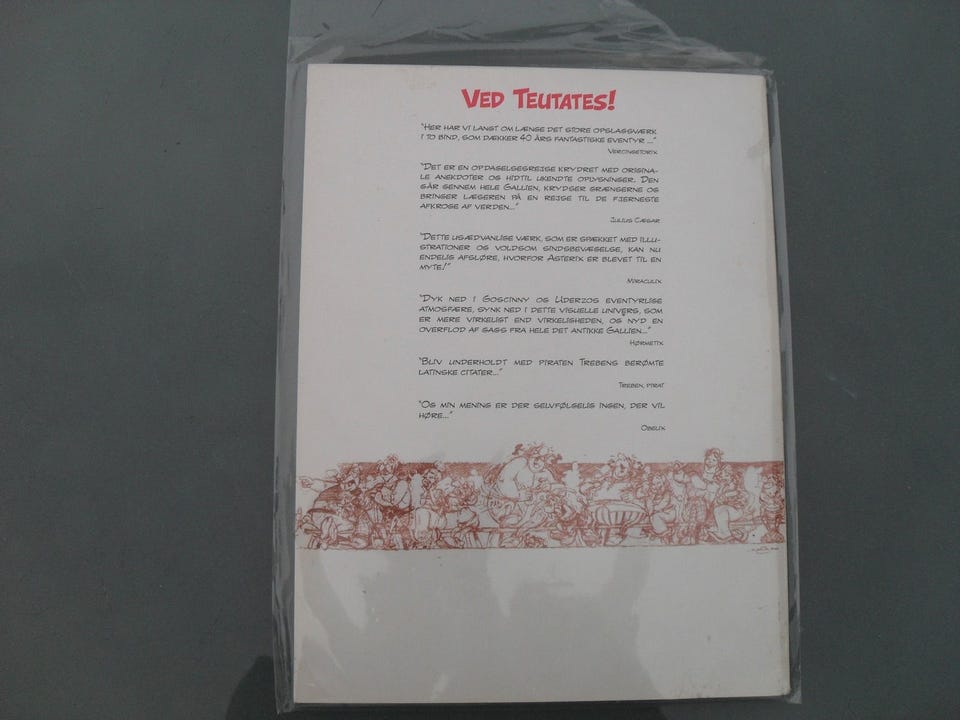 VED TEUTATES!
"HER HAR VI LANGT OM LÆNGE DET STORE OPSLAGSVÆRK
I TO BIND, SOM DÆKKER 40 ÅRS FANTASTISKE EVENTYR ..."
VERCINGETORIX
"DET ER EN OPDAGELSESREJSE KRYDRET MED ORIGINA-
LE ANEKDOTER OG HIDTIL UKENDTE OPLYSNINGER. DEN
GÅR GENNEM HELE GALLIEN, KRYDSER GRÆNSERNE OG
BRINGER LÆSEREN PÅ EN REJSE TIL DE FJERNESTE
AFKROGE AF VERDEN..."
JULIUS CÆSAR
"DETTE USÆDVANLIGE VÆRK, SOM ER SPÆKKET MED ILLU-
STRATIONER OG VOLDSOM SINDSBEVÆGELSE, KAN NU
ENDELIG AFSLØRE, HVORFOR ASTERIX ER BLEVET TIL EN
MYTE!"
MIRACULIX
"DYK NED I GOSCINNY OG UDERZOS EVENTYRLIGE
ATMOSFÆRE, SYNK NED I DETTE VISUELLE UNIVERS, SOM
ER MERE VIRKELIGT END VIRKELIGHEDEN, OG NYD EN
OVERFLOD AF GAGS FRA HELE DET ANTIKKE GALLIEN..."
HØRMETIX
"BLIV UNDERHOLDT MED PIRATEN TREBENS BERØMTE
LATINSKE CITATER..."
TREBEN, PIRAT
"OG MIN MENING ER DER SELVFØLGELIG INGEN, DER VIL
HØRE..."
OBELIX